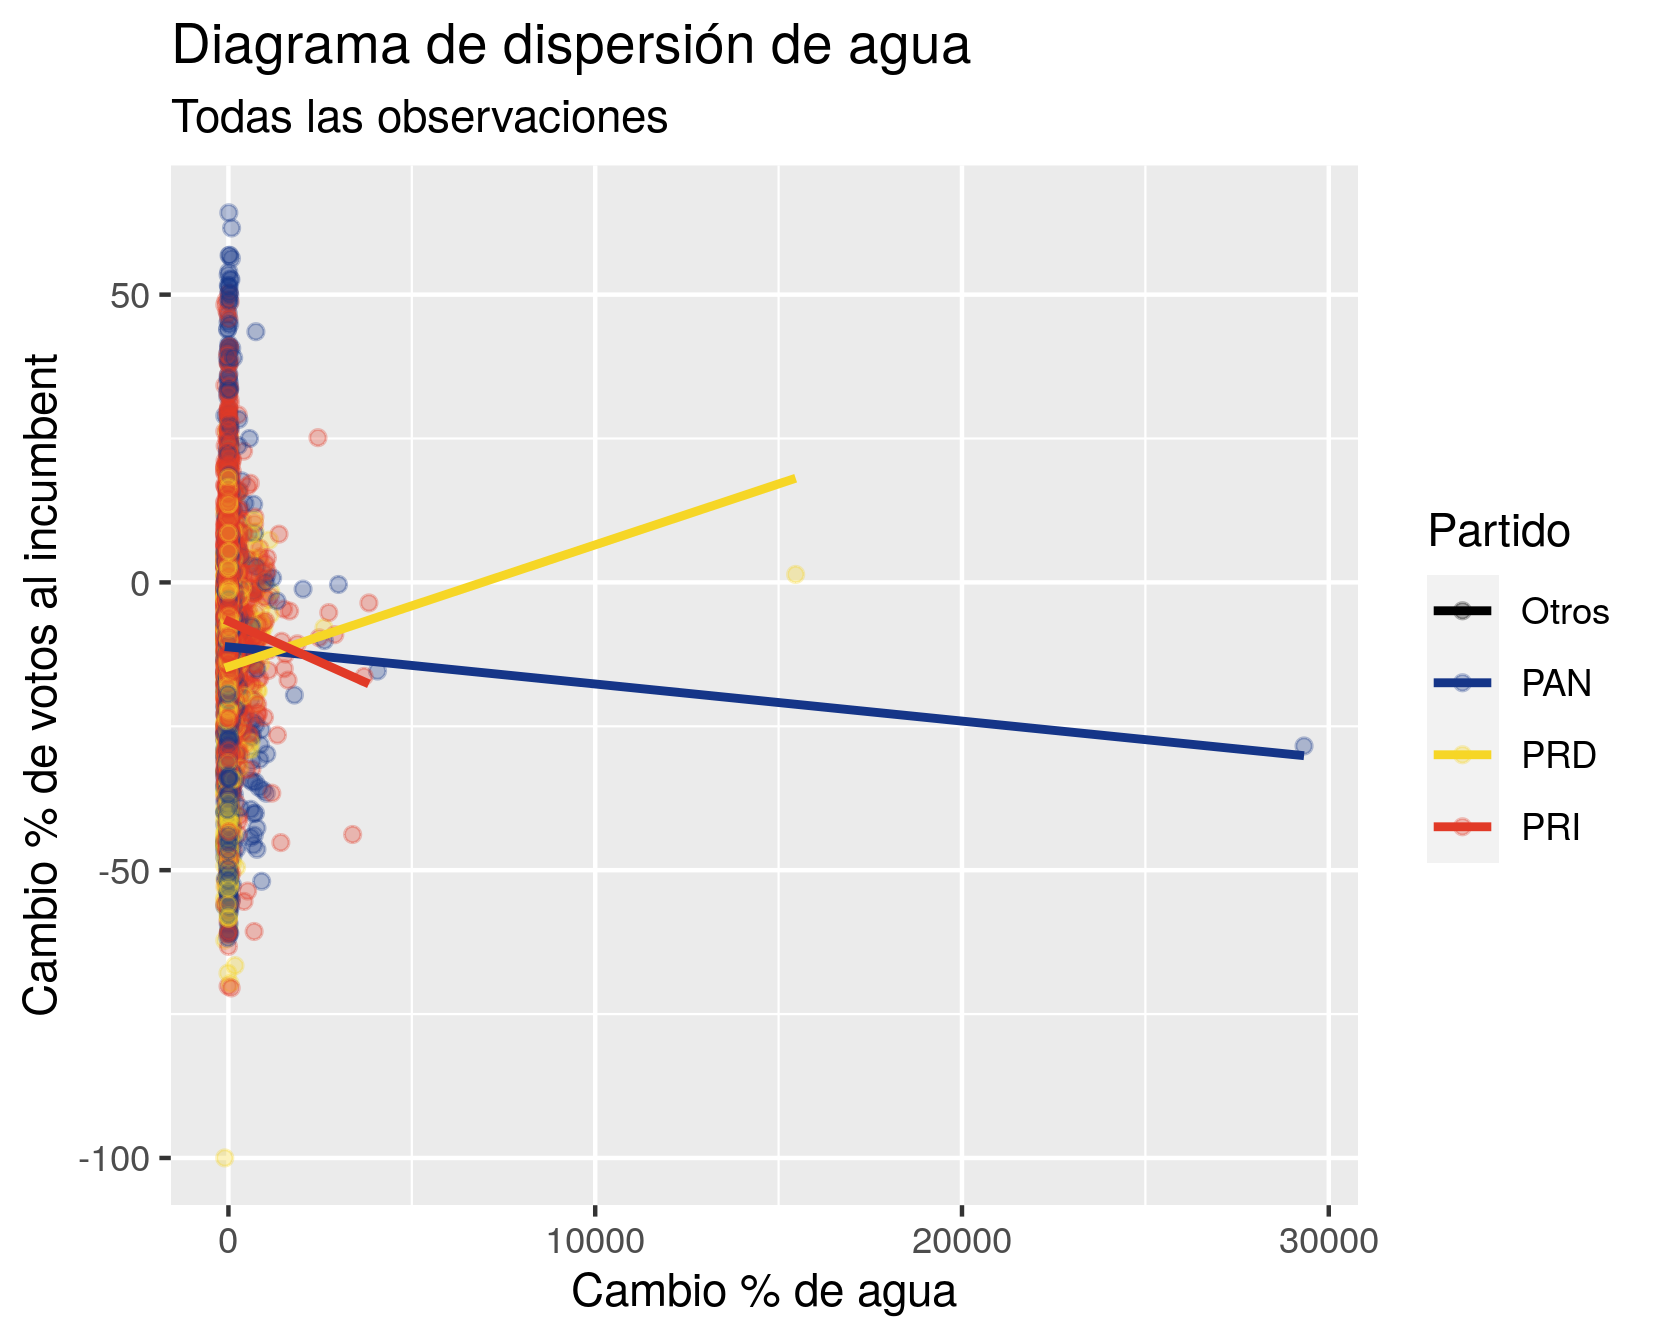 Diagrama de dispersión de agua
Todas las observaciones
Cambio % de votos al incumbent
50
0
-50
-100
0 10000 20000 30000
Cambio % de agua
Partido
Otros
PAN
PRD
PRI